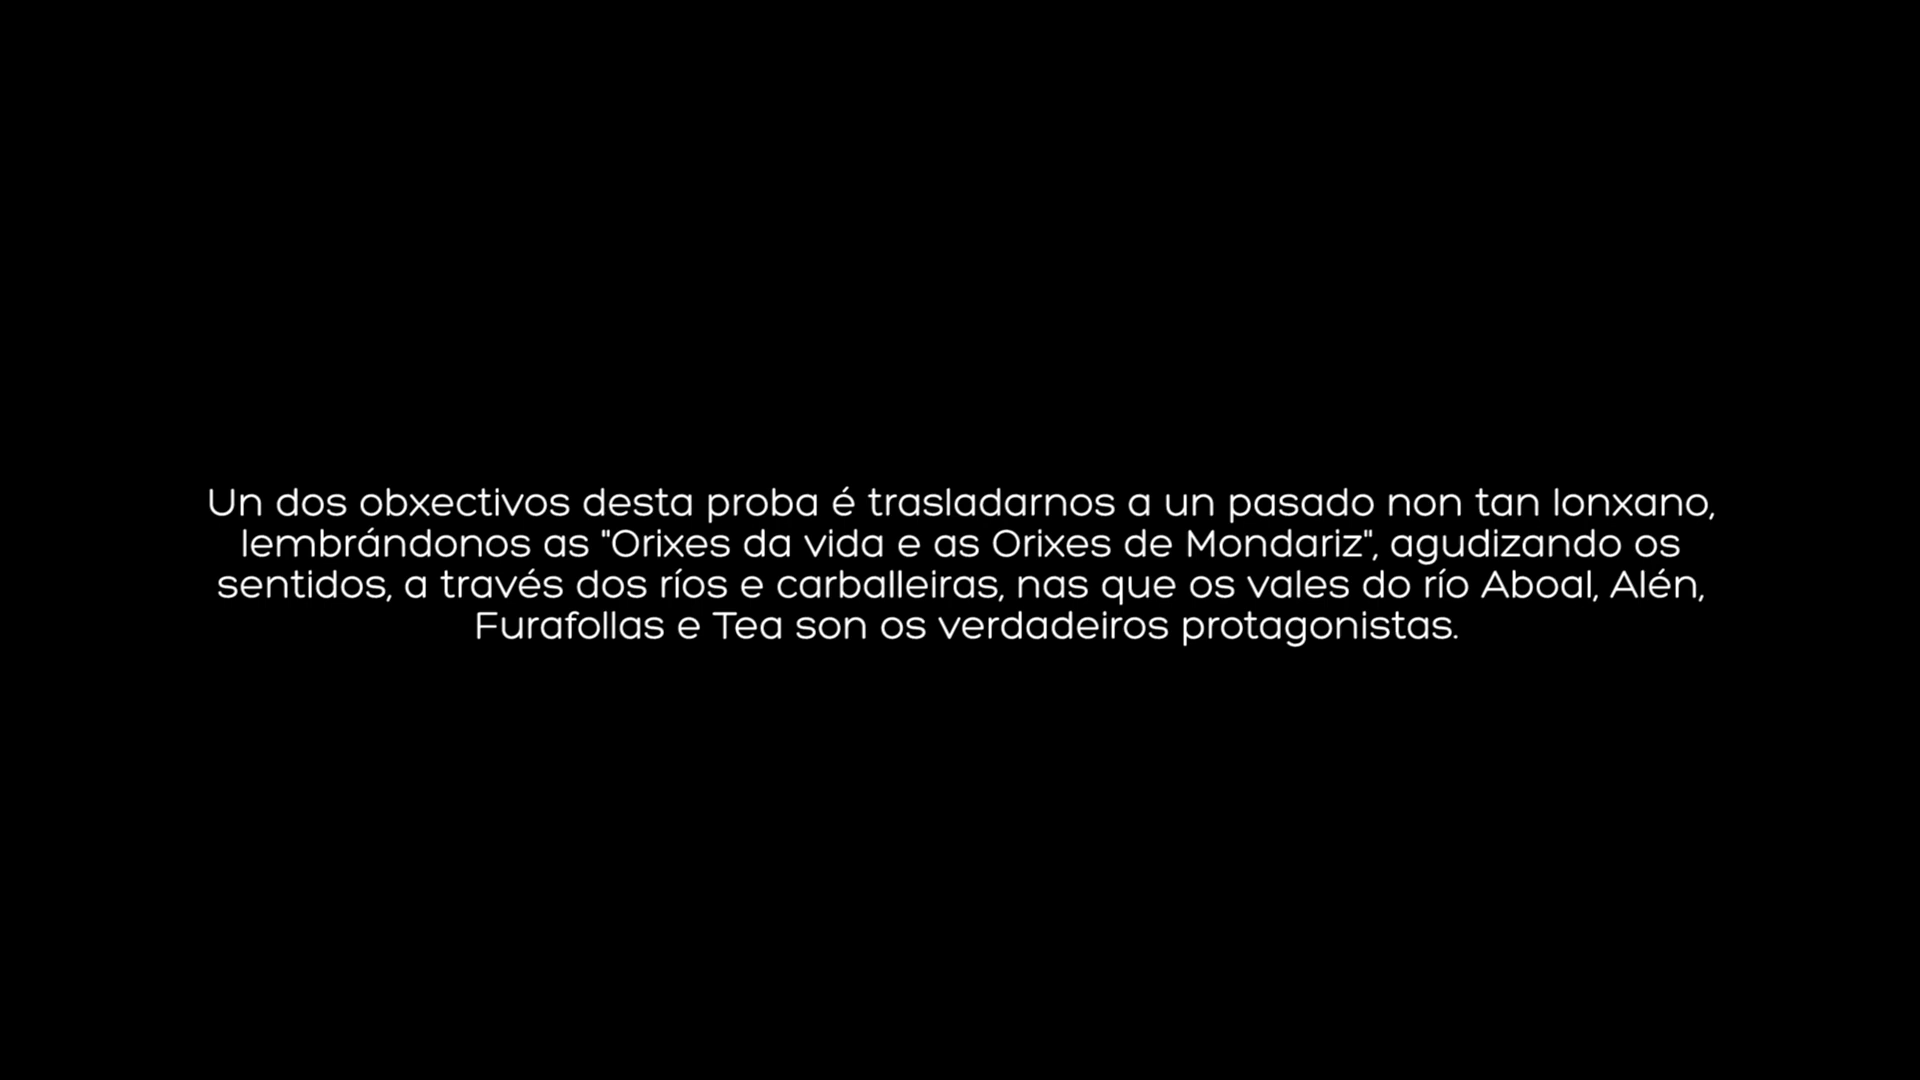 Un dos obxectivos desta proba é trasladarnos a un pasado non tan lonxano,
lembrándonos as "Orixes da vida e as Orixes de Mondariz", agudizando os
sentidos, a través dos ríos e carballeiras, nas que os vales do río Aboal, Alén,
Furafollas e Tea son os verdadeiros protagonistas.